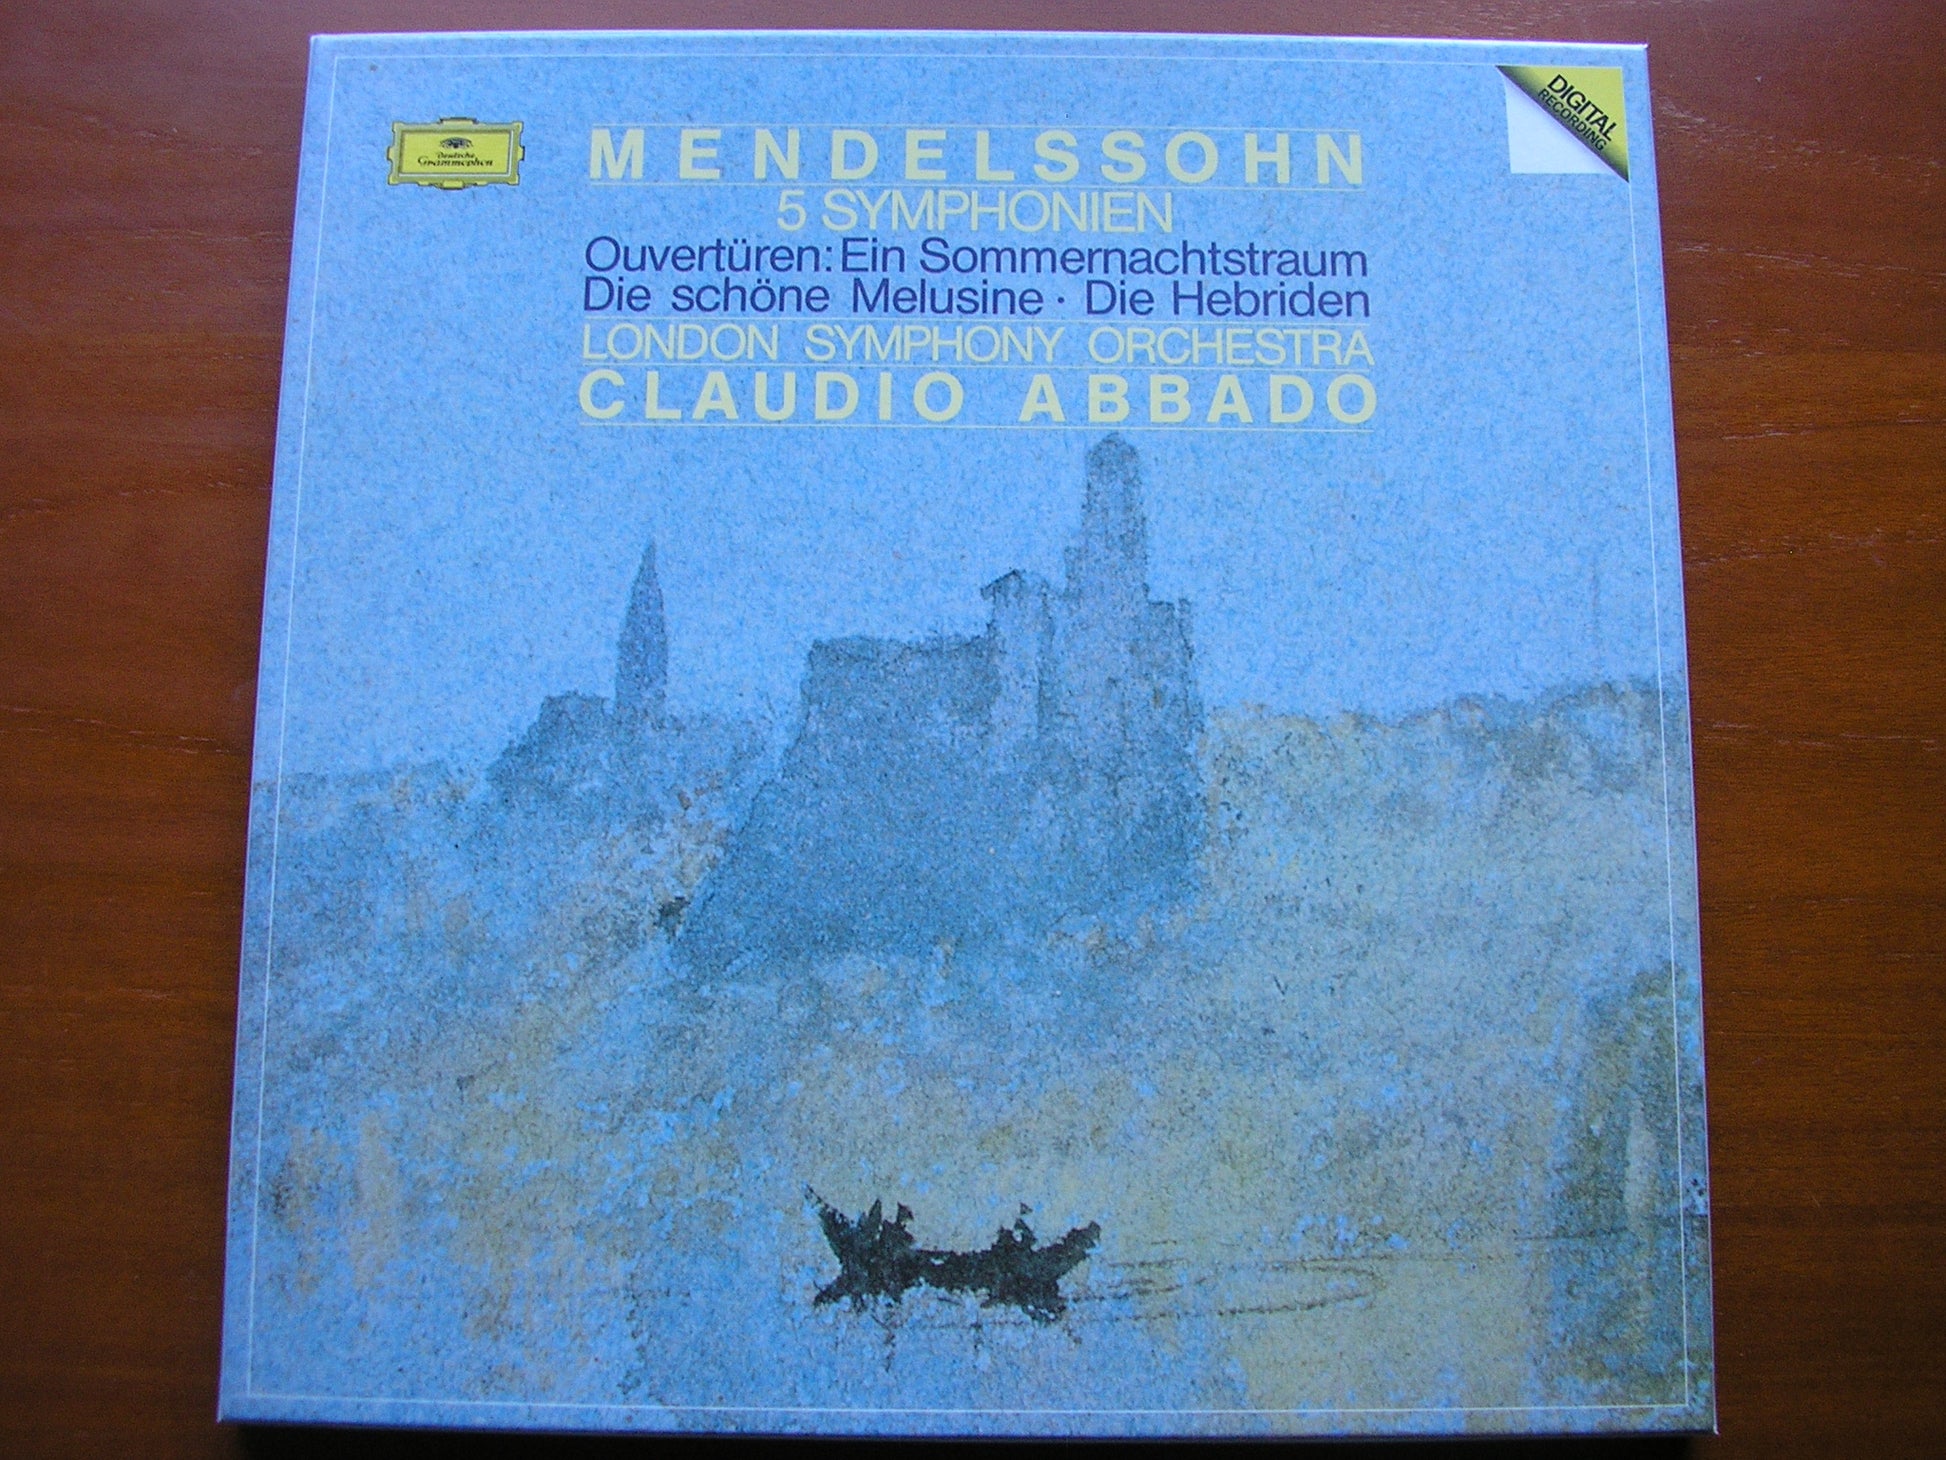 Deutsche
Grammophon
MENDELSSOHN
5 SYMPHONIEN
Ouvertüren: Ein Sommernachtstraum
Die schöne Melusine · Die Hebriden
LONDON SYMPHONY ORCHESTRA
CLAUDIO ABBADO
DIGITAL
RECORDING